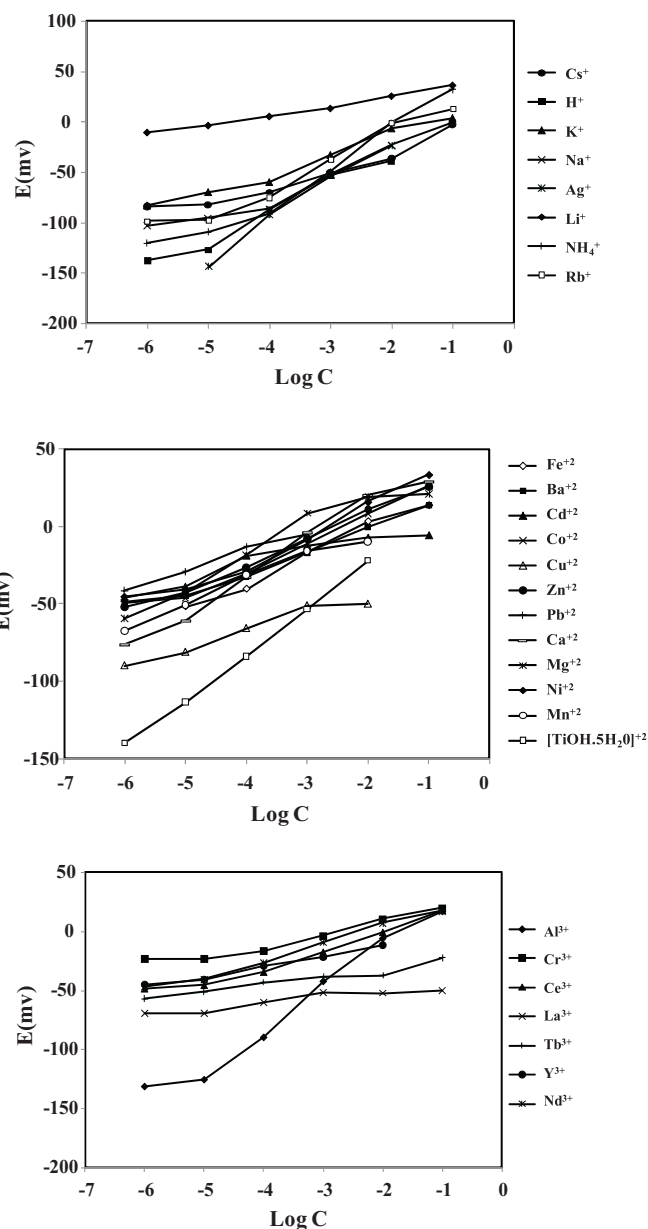 100
50
0
-50
-100
-150
-200
E(mv)
-7 -6 -5 -4 -3 -2 -1 0
Log C
Cs+
H+
K+
Na+
Ag+
Li+
NH4+
Rb+
50
0
-50
-100
-150
E(mv)
-7 -6 -5 -4 -3 -2 -1 0
Log C
Fe+2
Ba+2
Cd+2
Co+2
Cu+2
Zn+2
Pb+2
Ca+2
Mg+2
Ni+2
Mn+2
[TiOH.5H20]+2
50
0
-50
-100
-150
-200
E(mv)
-7 -6 -5 -4 -3 -2 -1 0
Log C
Al3+
Cr3+
Ce3+
La3+
Tb3+
Y3+
Nd3+